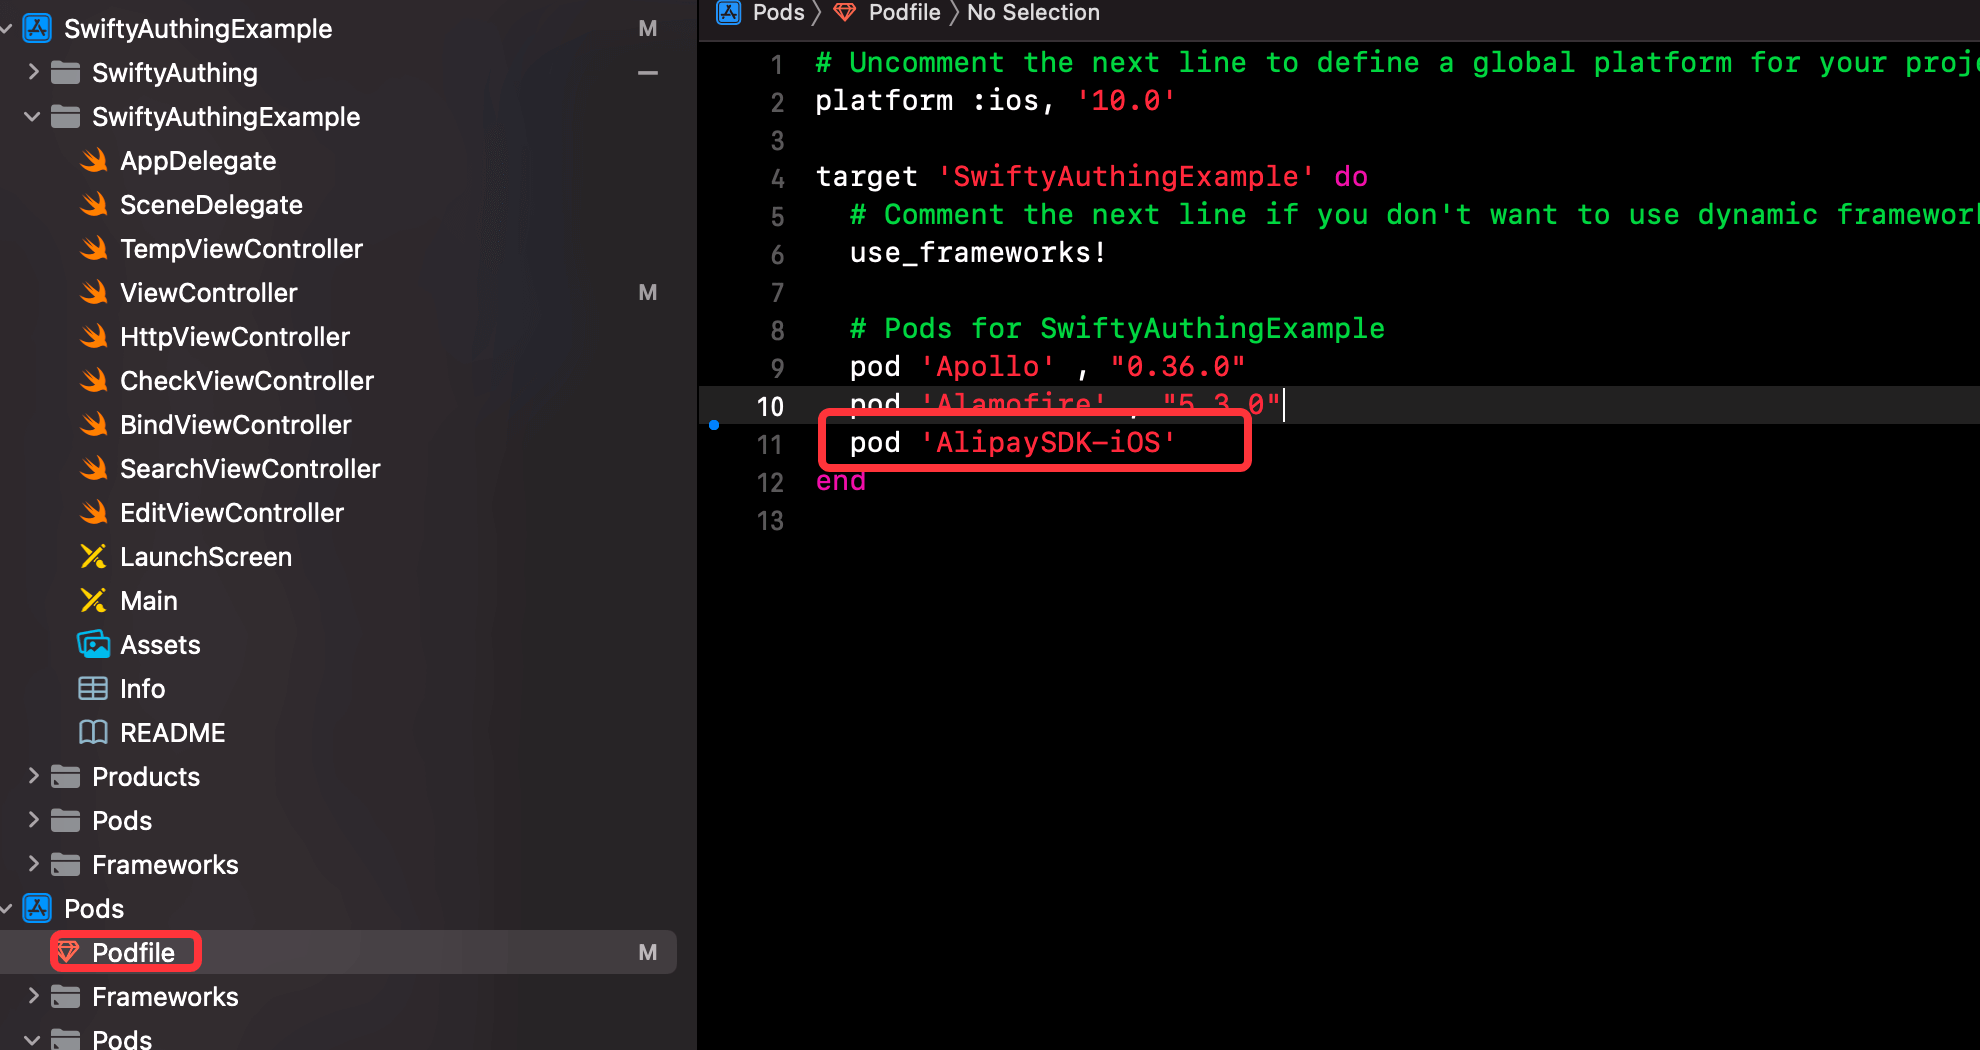 SwiftyAuthingExample M
SwiftyAuthing
SwiftyAuthingExample
AppDelegate
SceneDelegate
TempViewController
ViewController M
HttpViewController
CheckViewController
BindViewController
SearchViewController
EditViewController
LaunchScreen
Main
Assets
Info
README
Products
Pods
Frameworks
Pods
Podfile M
Frameworks
Pods
Pods Podfile No Selection
1 # Uncomment the next line to define a global platform for your proje
2 platform :ios, '10.0'
3
4 target 'SwiftyAuthingExample' do
5 # Comment the next line if you don't want to use dynamic framework
6 use_frameworks!
7
8 # Pods for SwiftyAuthingExample
9 pod 'Apollo' , "0.36.0"
10 pod 'Alamofire' , "5.3.0"
11 pod 'AlipaySDK-iOS'
12 end
13